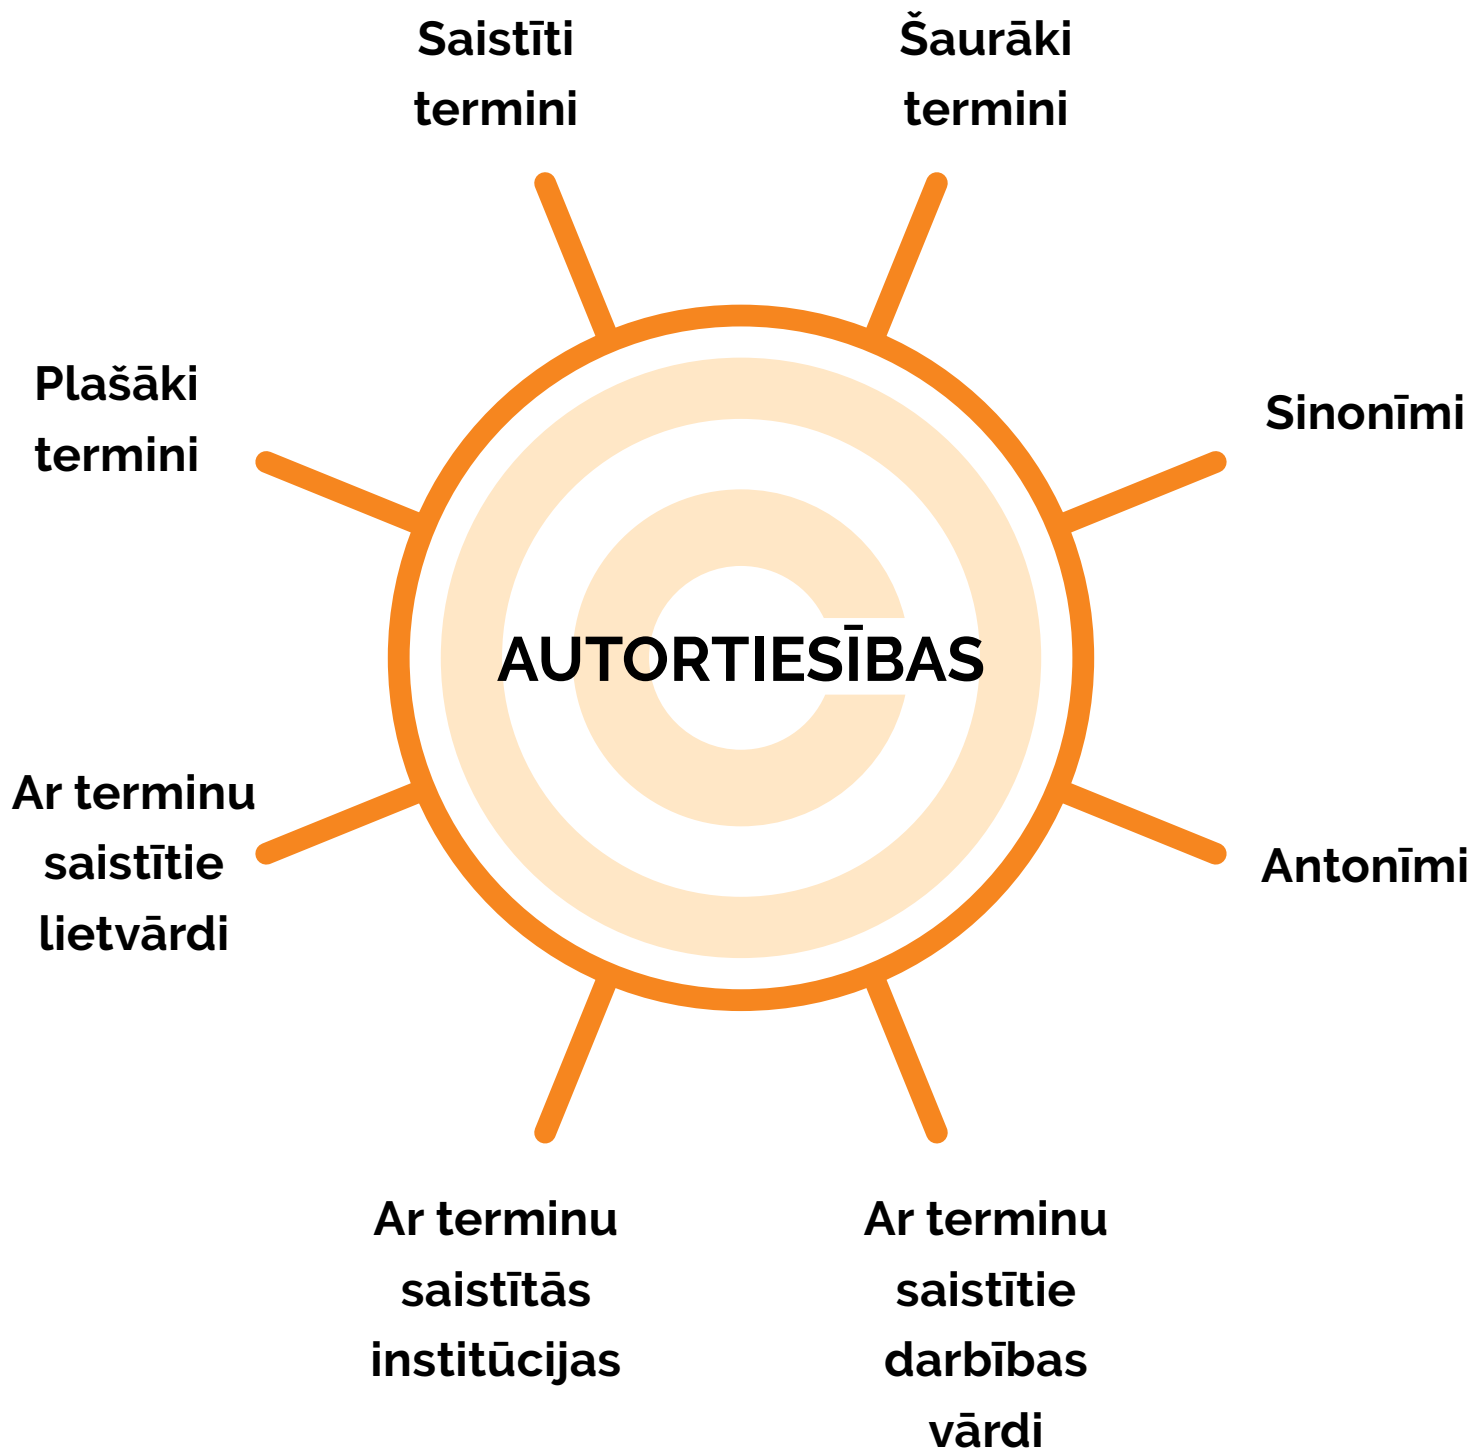 Saistīti
termini
Šaurāki
termini
Plašāki
termini
Sinonīmi
AUTORTIESĪBAS
Ar terminu
saistītie
lietvārdi
Antonīmi
Ar terminu
saistītās
institūcijas
Ar terminu
saistītie
darbības
vārdi